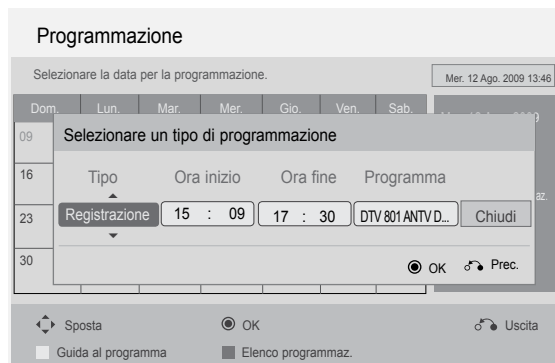 Programmazione
Selezionare la data per la programmazione.
Mer. 12 Ago. 2009 13:46
Dom. Lun. Mar. Mer. Gio. Ven. Sab.
09
Selezionare un tipo di programmazione
16
Tipo Ora inizio Ora fine Programma
az.
23
Registrazione 15 : 09 17 : 30 DTV 801 ANTV D... Chiudi
30
OK Prec.
Sposta OK Uscita
Guida al programma Elenco programmaz.